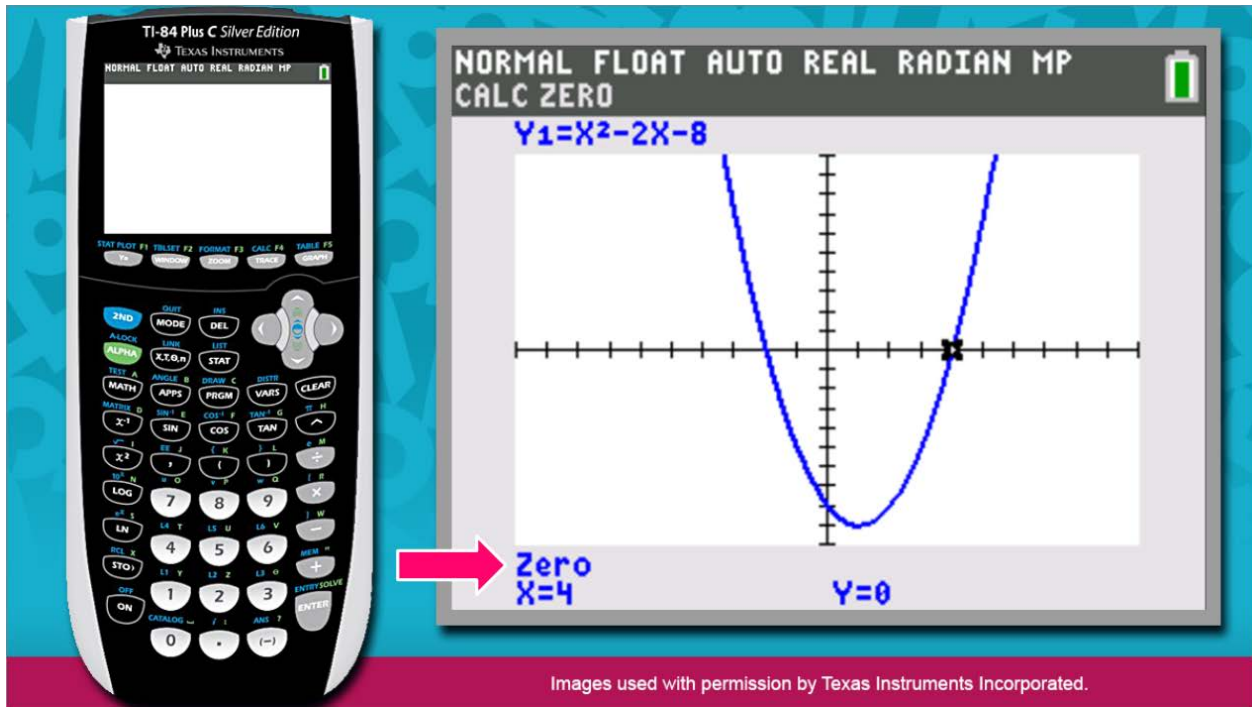 TI-84 Plus C Silver Edition
TEXAS INSTRUMENTS
NORMAL FLOAT AUTO REAL RADIAN MP
STAT PLOT F1 TBLSET F2 FORMAT F3 CALC F4 TABLE F5
Y= WINDOW ZOOM TRACE GRAPH
QUIT INS
2ND MODE DEL
A-LOCK LINK LIST
ALPHA X,T,Θ,n STAT
TEST A ANGLE B DRAW C DISTR
MATH APPS PRGM VARS CLEAR
MATRIX D SIN⁻¹ E COS⁻¹ F TAN⁻¹ G π H
X⁻¹ SIN COS TAN ^
√ I EE J { K } L e M
X² , ( ) ÷
10ˣ N u O v P w Q [ R
LOG 7 8 9 ×
eˣ S L4 T L5 U L6 V ] W
LN 4 5 6 −
RCL X L1 Y L2 Z L3 θ MEM "
STO› 1 2 3 +
OFF CATALOG i : ANS ? ENTRY SOLVE
ON 0 . (−) ENTER
NORMAL FLOAT AUTO REAL RADIAN MP
CALC ZERO
Y1=X²-2X-8
Zero
X=4 Y=0
Images used with permission by Texas Instruments Incorporated.